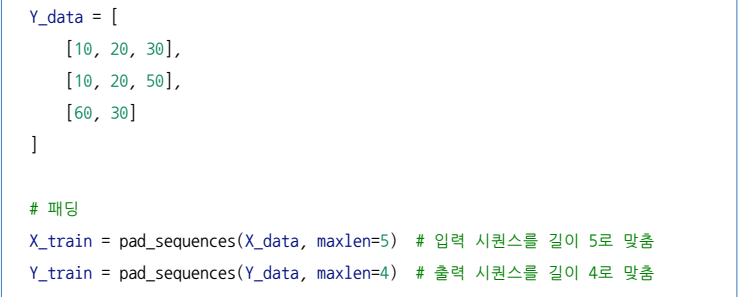 Y_data = [
    [10, 20, 30],
    [10, 20, 50],
    [60, 30]
]
# 패딩
X_train = pad_sequences(X_data, maxlen=5)  # 입력 시퀀스를 길이 5로 맞춤
Y_train = pad_sequences(Y_data, maxlen=4)  # 출력 시퀀스를 길이 4로 맞춤